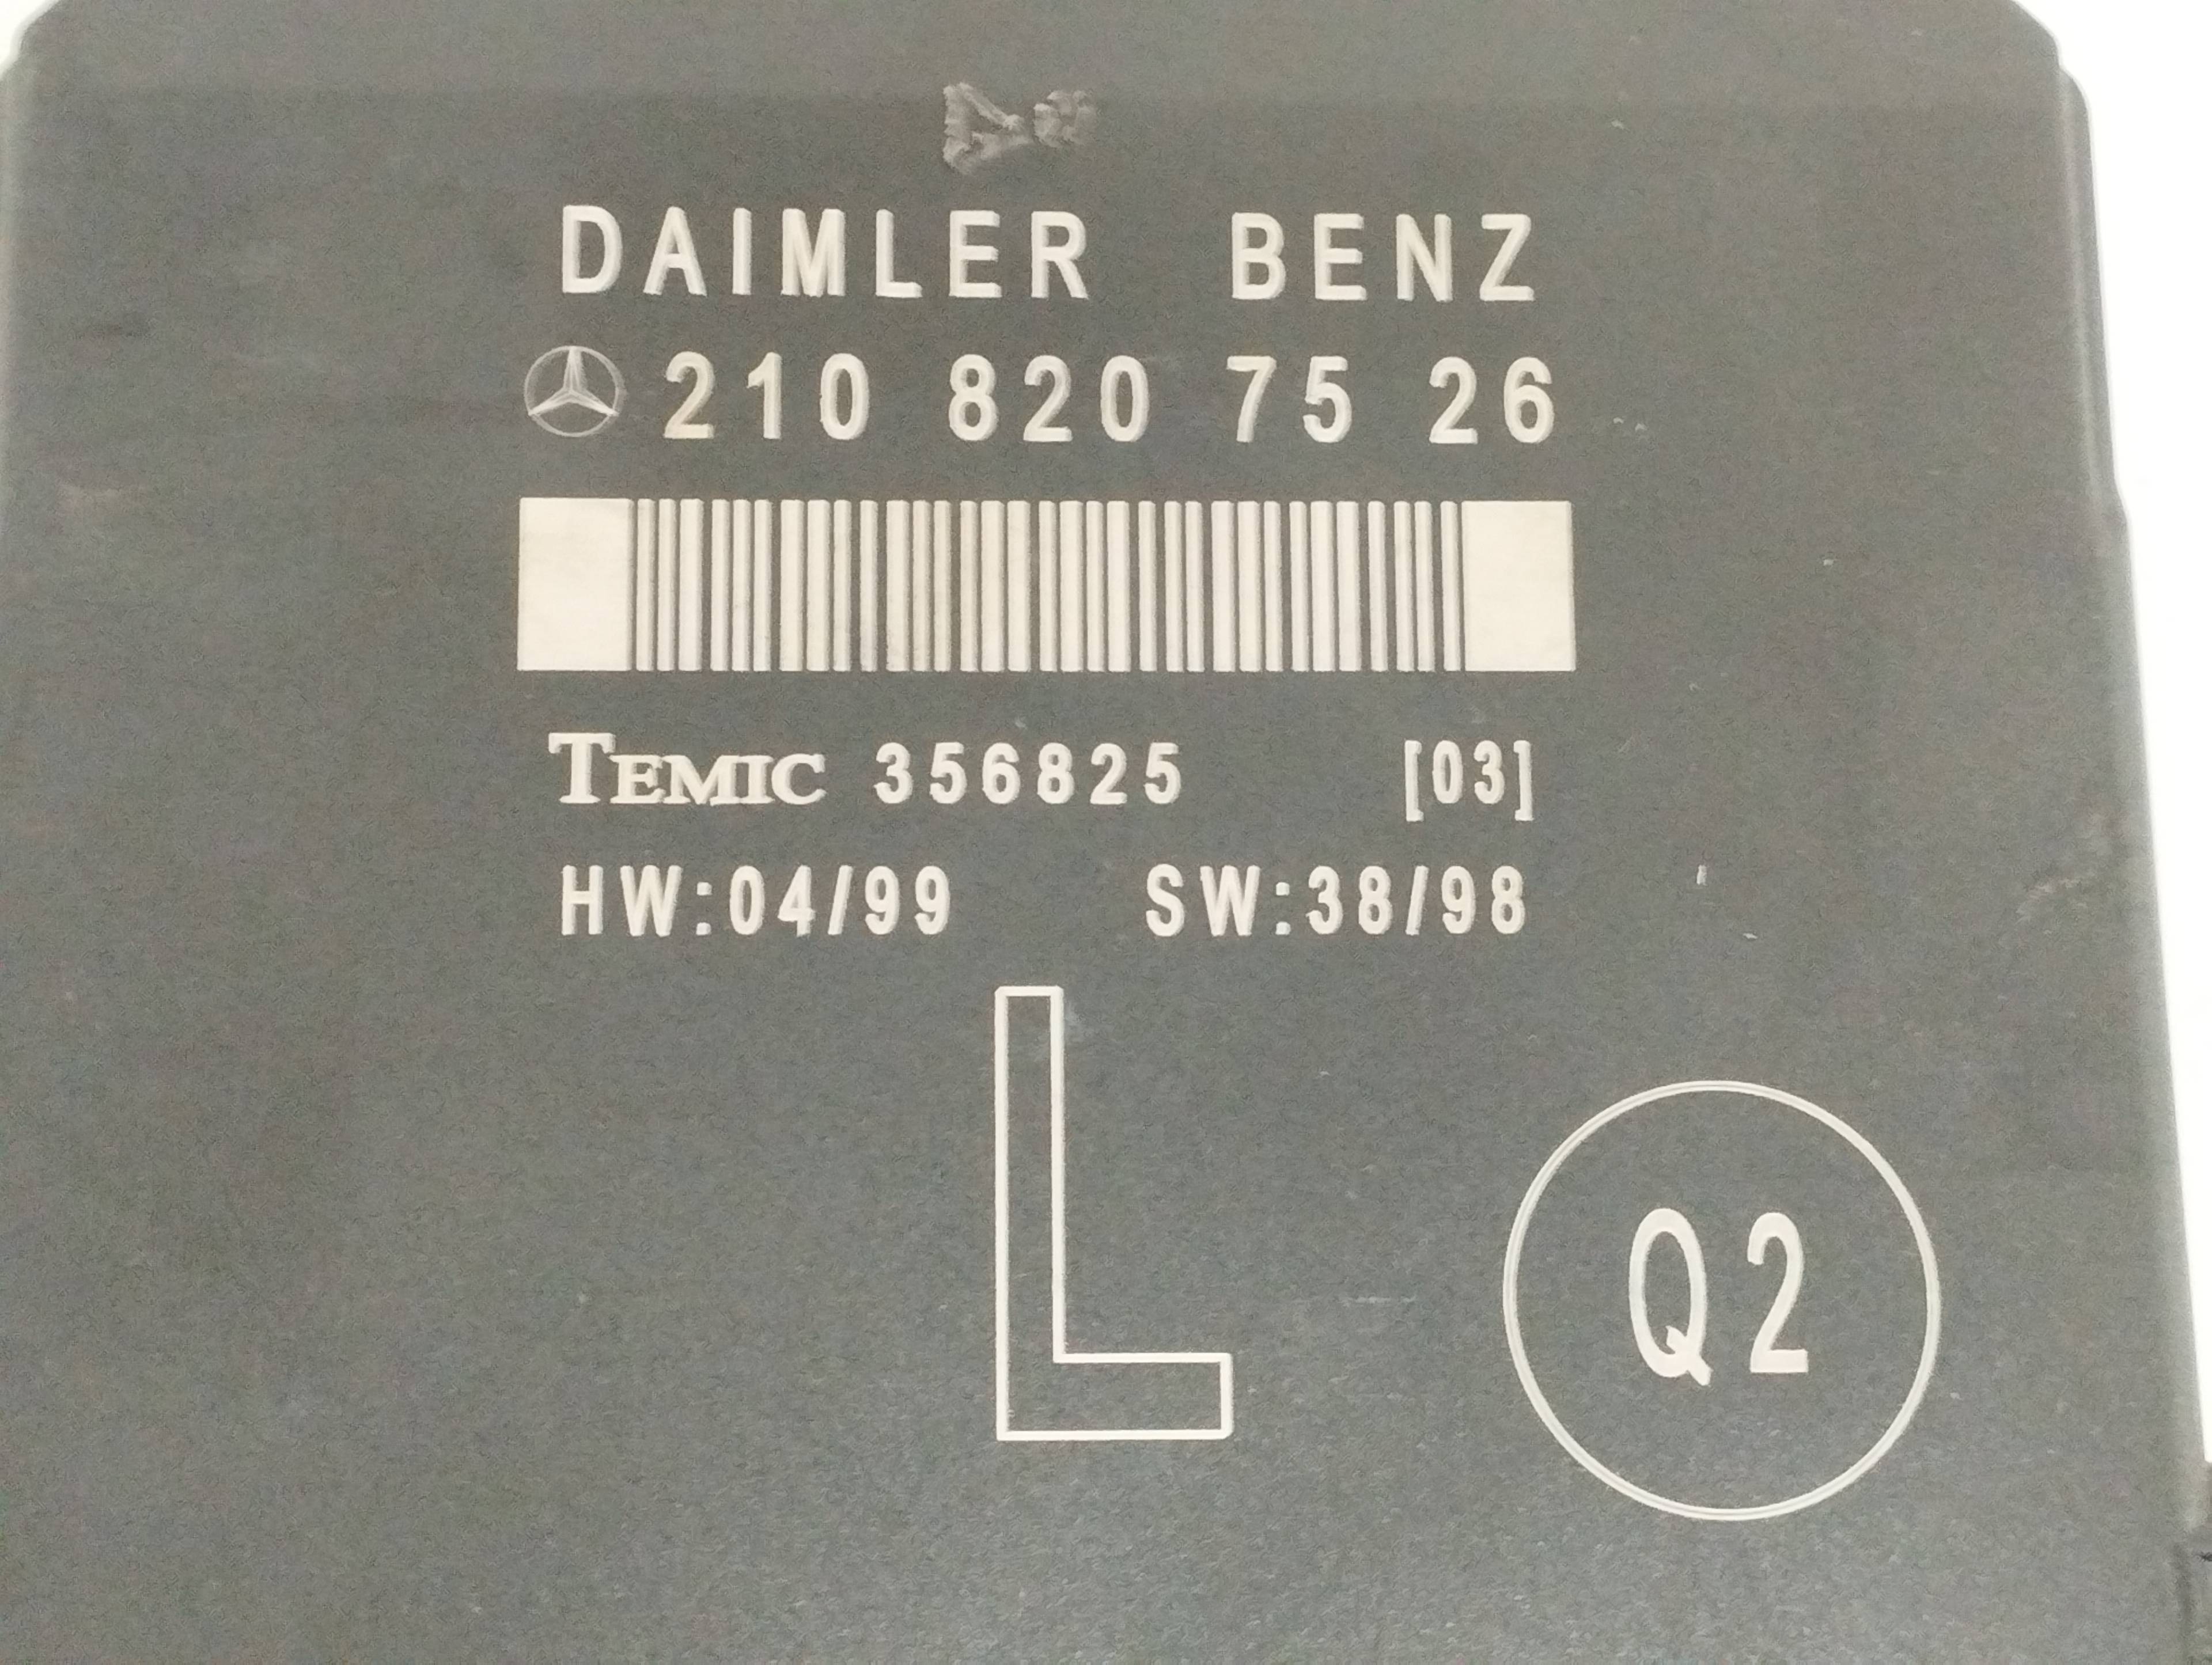 DAIMLER BENZ
210 820 75 26
TEMIC 356825 [03]
HW:04/99 SW:38/98
L
Q2